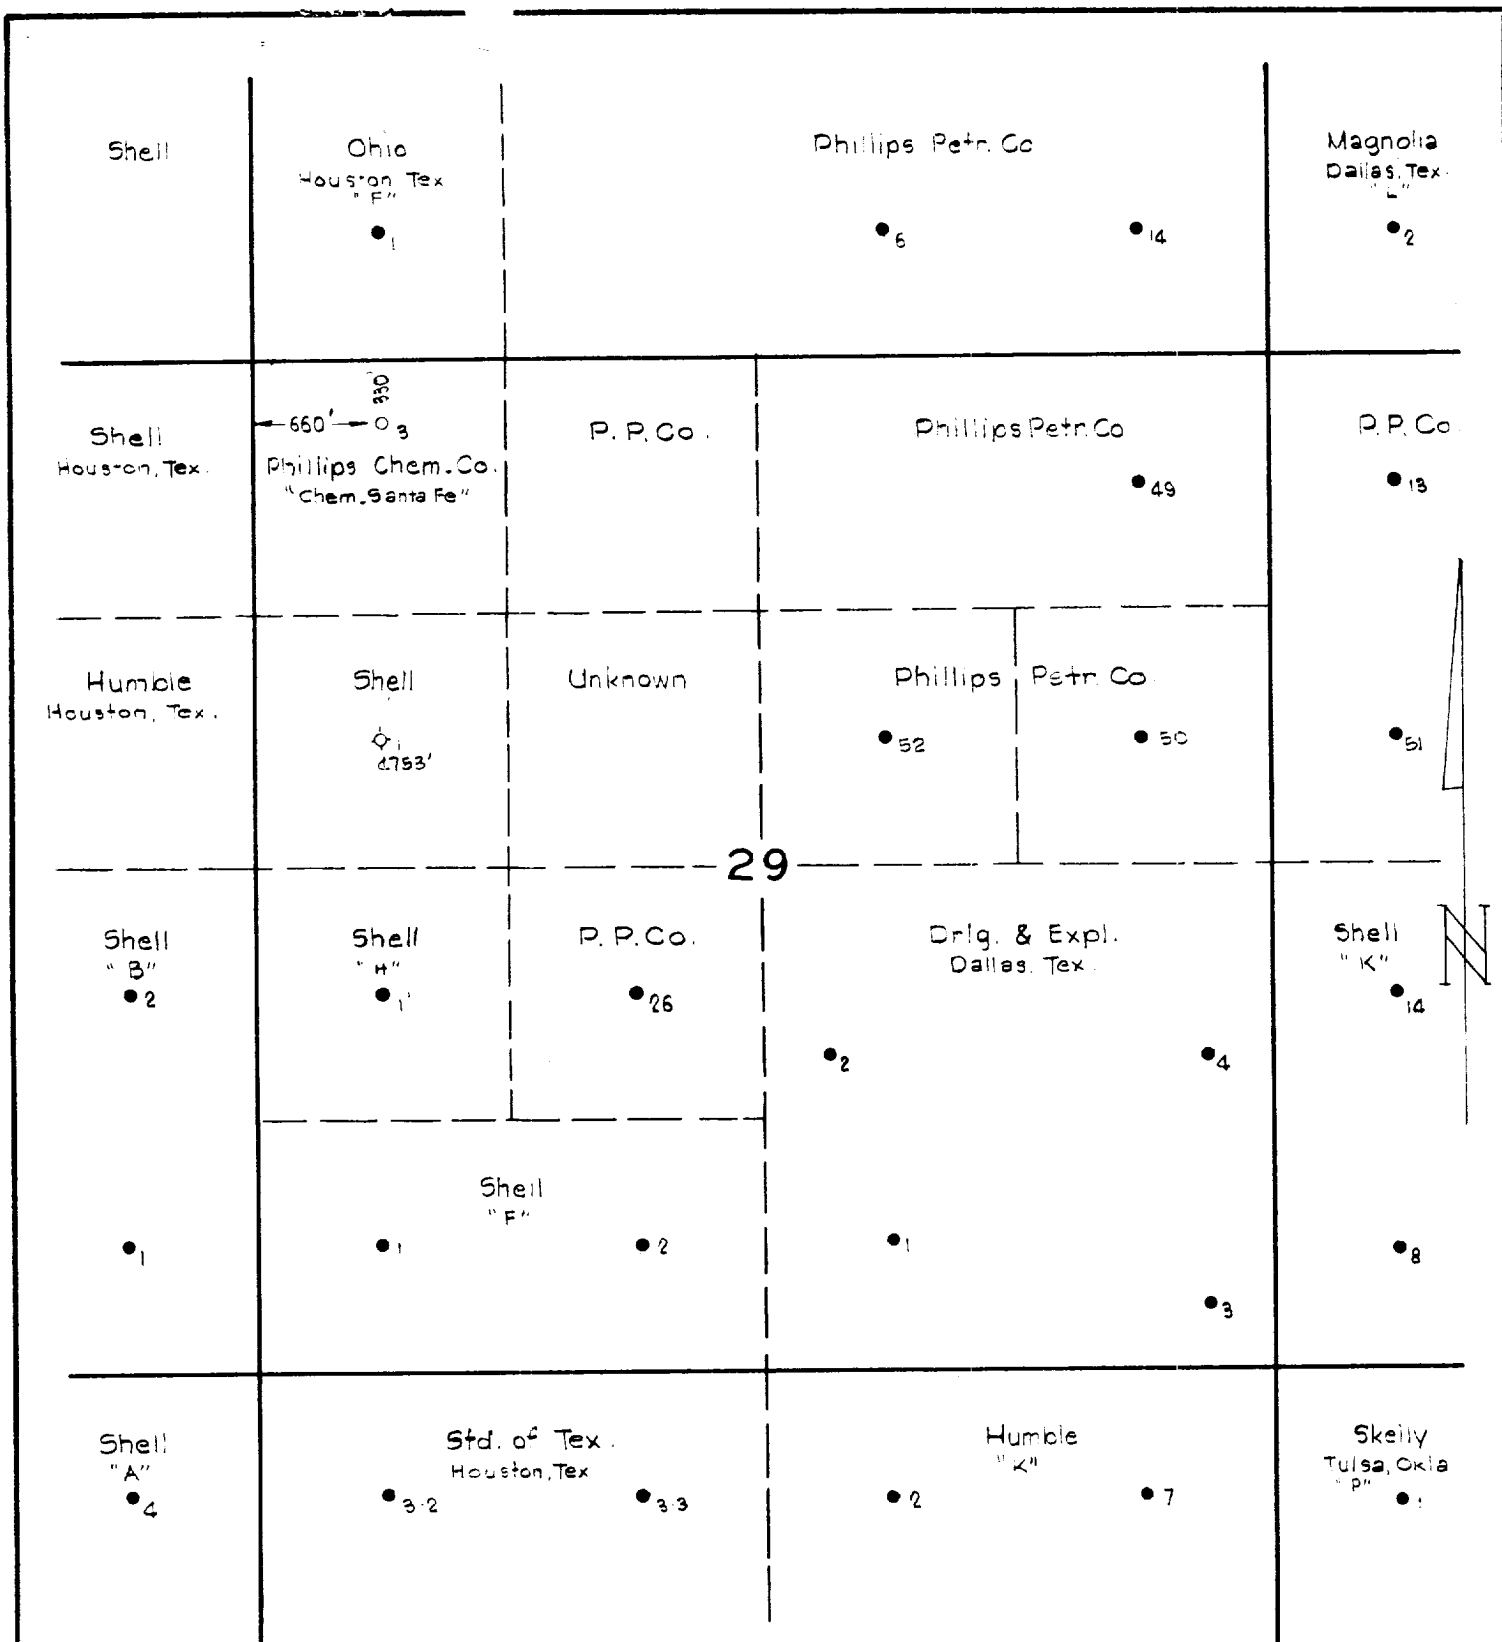 Shell
Ohio
Houston Tex
"F"
1
Phillips Petr. Co
6
14
Magnolia
Dallas, Tex.
"L"
2
Shell
Houston, Tex.
330
660'
3
Phillips Chem. Co.
"Chem. Santa Fe"
P. P. Co.
Phillips Petr. Co
49
P. P. Co.
13
Humble
Houston, Tex.
Shell
1
4753'
Unknown
Phillips Petr. Co.
52
50
51
29
Shell
"B"
2
Shell
"H"
1
P. P. Co.
26
Drlg. & Expl.
Dallas, Tex.
2
4
Shell
"K"
14
N
1
Shell
"F"
1
2
1
3
8
Shell
"A"
4
Std. of Tex.
Houston, Tex
3-2
3-3
Humble
"K"
2
7
Skelly
Tulsa, Okla
"P"
1